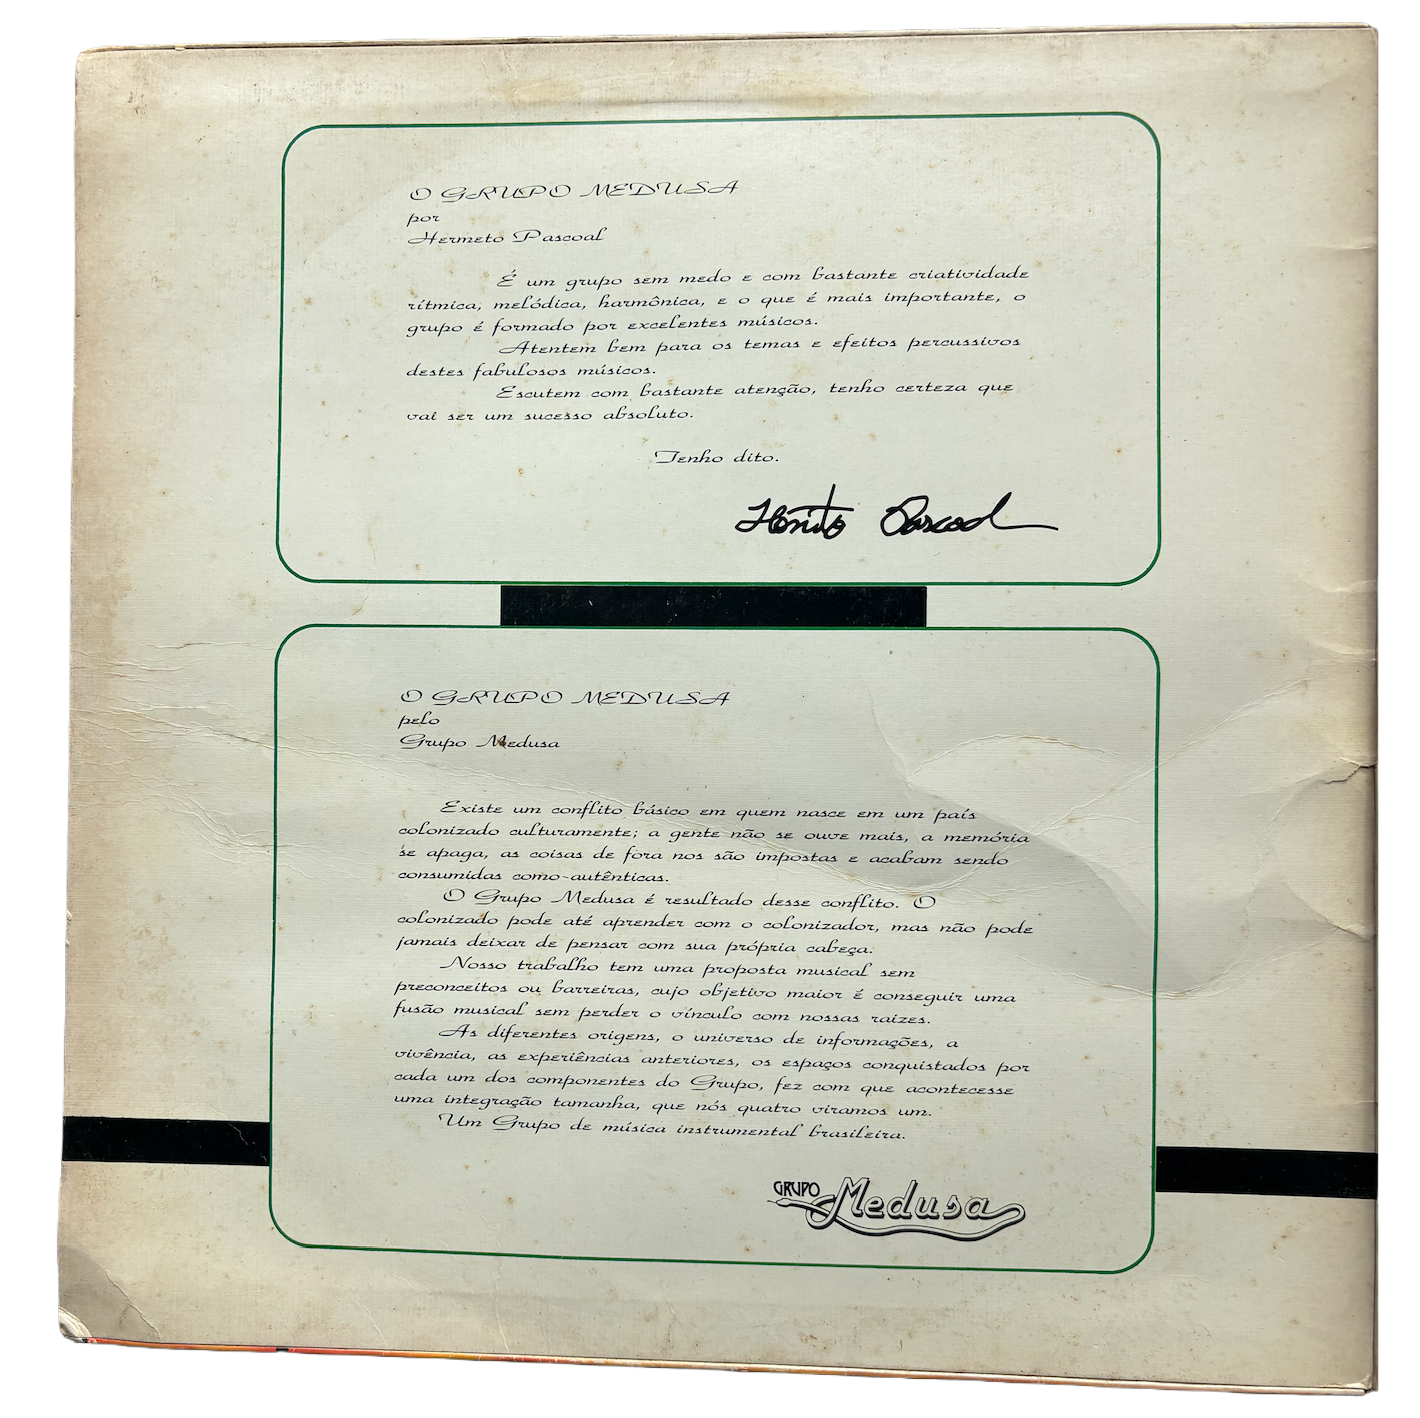 O GRUPO MEDUSA
por
Hermeto Pascoal
É um grupo sem medo e com bastante criatividade
rítmica, melódica, harmônica, e o que é mais importante, o
grupo é formado por excelentes músicos.
Atentem bem para os temas e efeitos percussivos
destes fabulosos músicos.
Escutem com bastante atenção, tenho certeza que
vai ser um sucesso absoluto.
Tenho dito.
Hermeto Pascoal
O GRUPO MEDUSA
pelo
Grupo Medusa
Existe um conflito básico em quem nasce em um país
colonizado culturamente; a gente não se ouve mais, a memória
se apaga, as coisas de fora nos são impostas e acabam sendo
consumidas como autênticas.
O Grupo Medusa é resultado desse conflito. O
colonizado pode até aprender com o colonizador, mas não pode
jamais deixar de pensar com sua própria cabeça.
Nosso trabalho tem uma proposta musical sem
preconceitos ou barreiras, cujo objetivo maior é conseguir uma
fusão musical sem perder o vínculo com nossas raizes.
As diferentes origens, o universo de informações, a
vivência, as experiências anteriores, os espaços conquistados por
cada um dos componentes do Grupo, fez com que acontecesse
uma integração tamanha, que nós quatro viramos um.
Um Grupo de música instrumental brasileira.
GRUPO Medusa